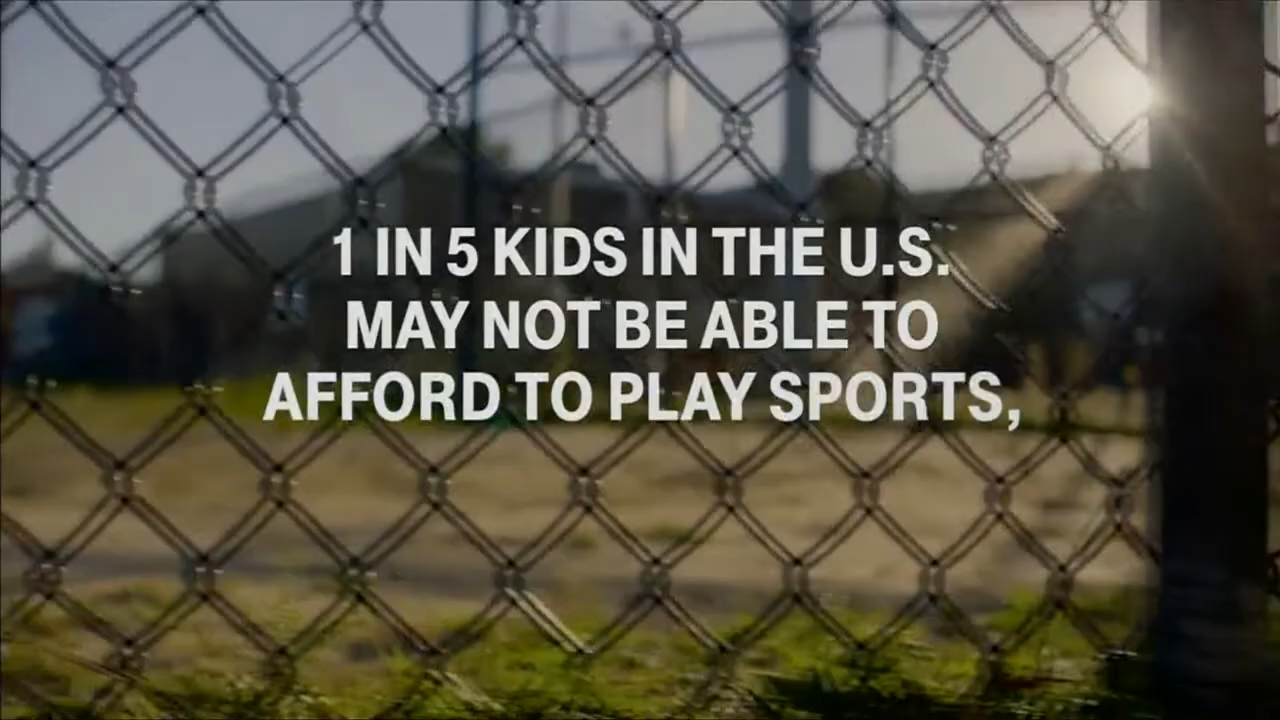 1 IN 5 KIDS IN THE U.S.
MAY NOT BE ABLE TO
AFFORD TO PLAY SPORTS,